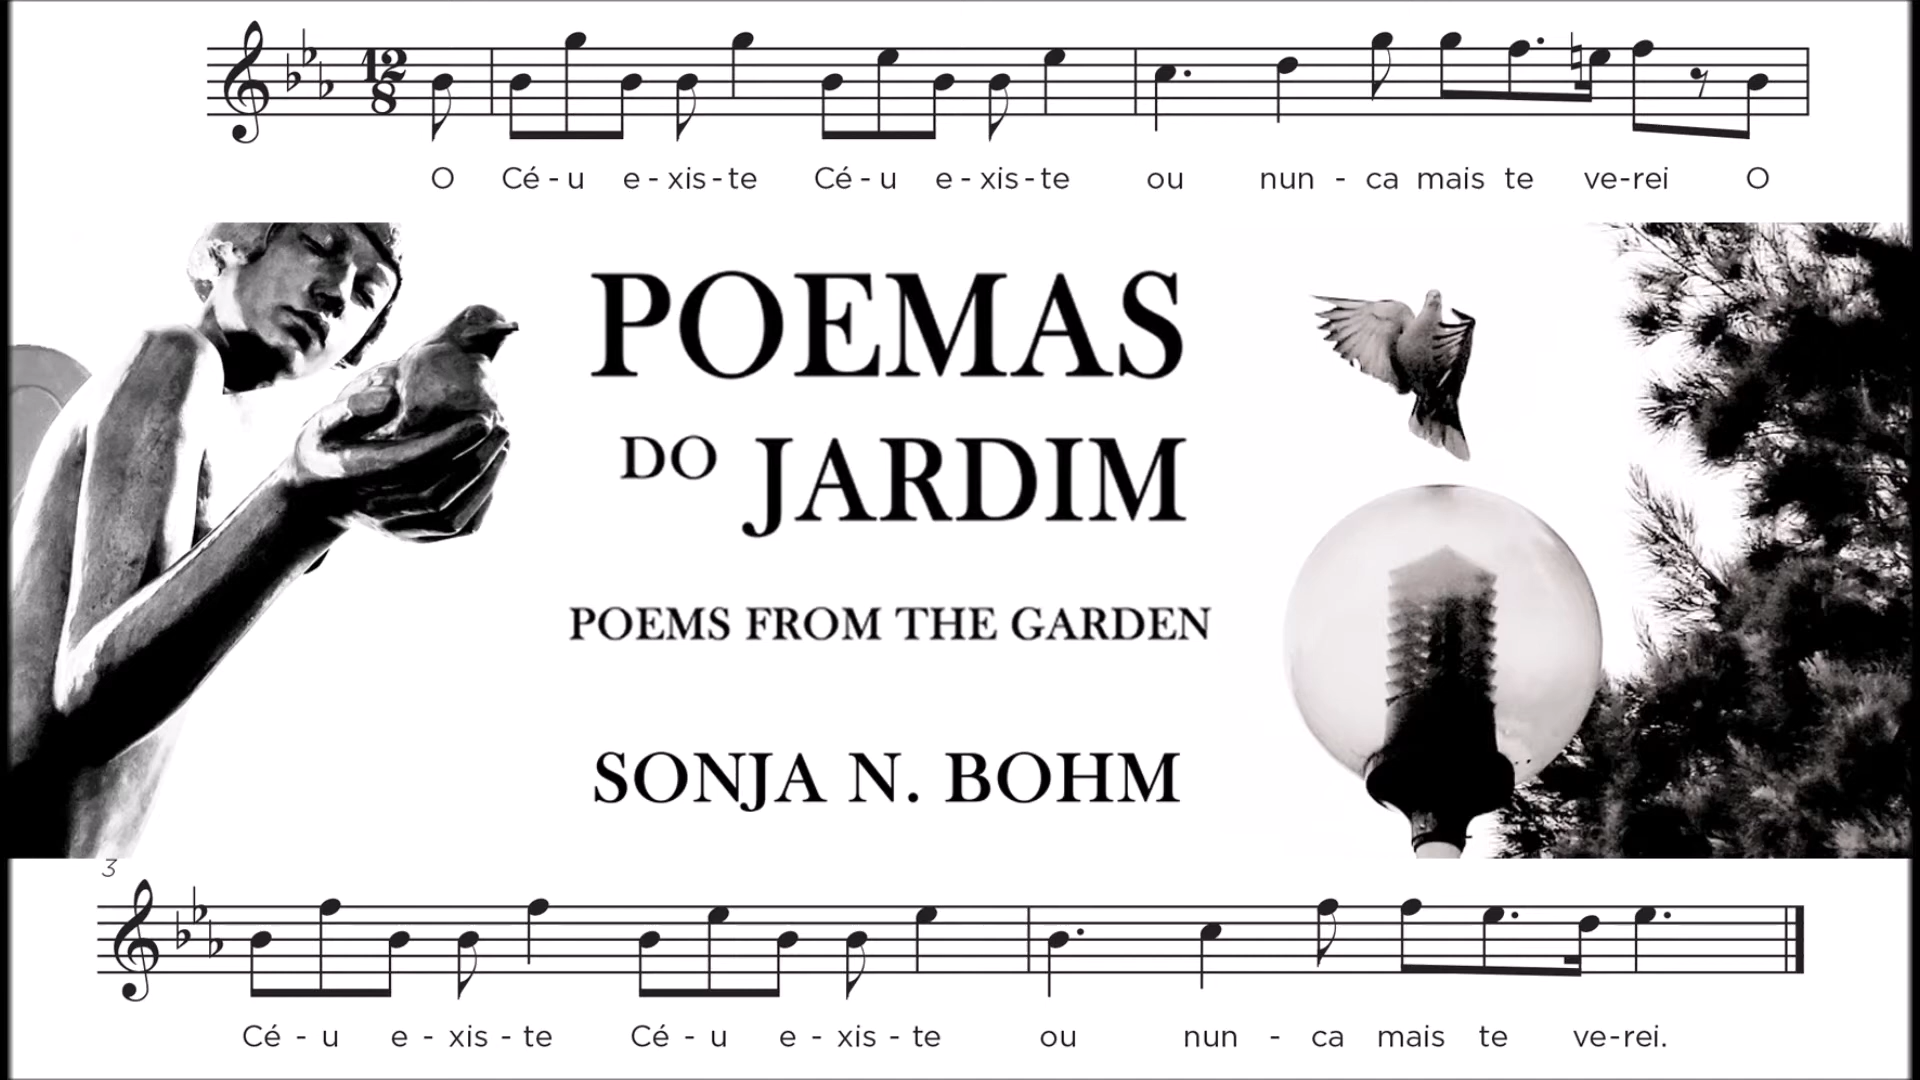 12
8
O Cé - u e - xis - te Cé - u e - xis - te ou nun - ca mais te ve-rei O
POEMAS
DO JARDIM
POEMS FROM THE GARDEN
SONJA N. BOHM
3
Cé - u e - xis - te Cé - u e - xis - te ou nun - ca mais te ve-rei.